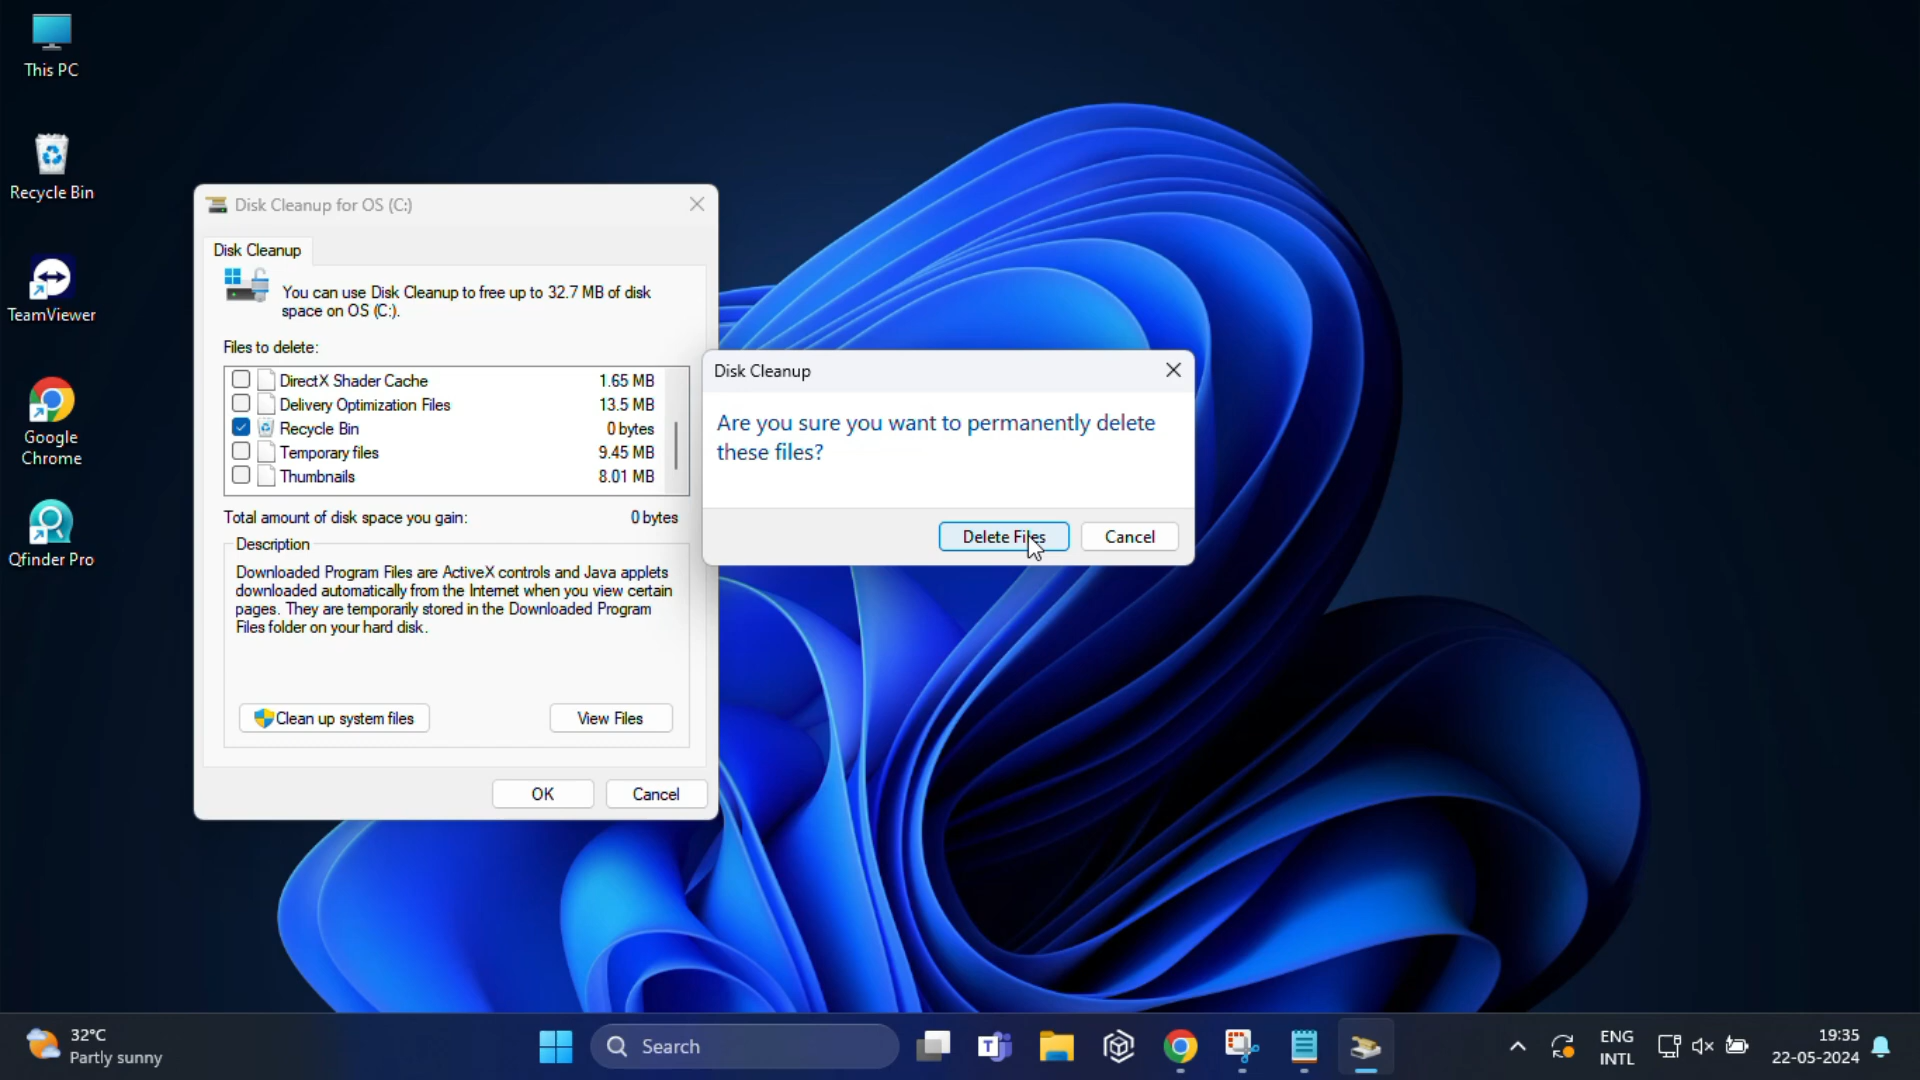 This PC
Recycle Bin
TeamViewer
Google
Chrome
Qfinder Pro
Disk Cleanup for OS (C:)
Disk Cleanup
You can use Disk Cleanup to free up to 32.7 MB of disk
space on OS (C:).
Files to delete:
DirectX Shader Cache 1.65 MB
Delivery Optimization Files 13.5 MB
Recycle Bin 0 bytes
Temporary files 9.45 MB
Thumbnails 8.01 MB
Total amount of disk space you gain: 0 bytes
Description
Downloaded Program Files are ActiveX controls and Java applets
downloaded automatically from the Internet when you view certain
pages. They are temporarily stored in the Downloaded Program
Files folder on your hard disk.
Clean up system files View Files
OK Cancel
Disk Cleanup
Are you sure you want to permanently delete
these files?
Delete Files Cancel
32°C
Partly sunny
Search
ENG
INTL
19:35
22-05-2024